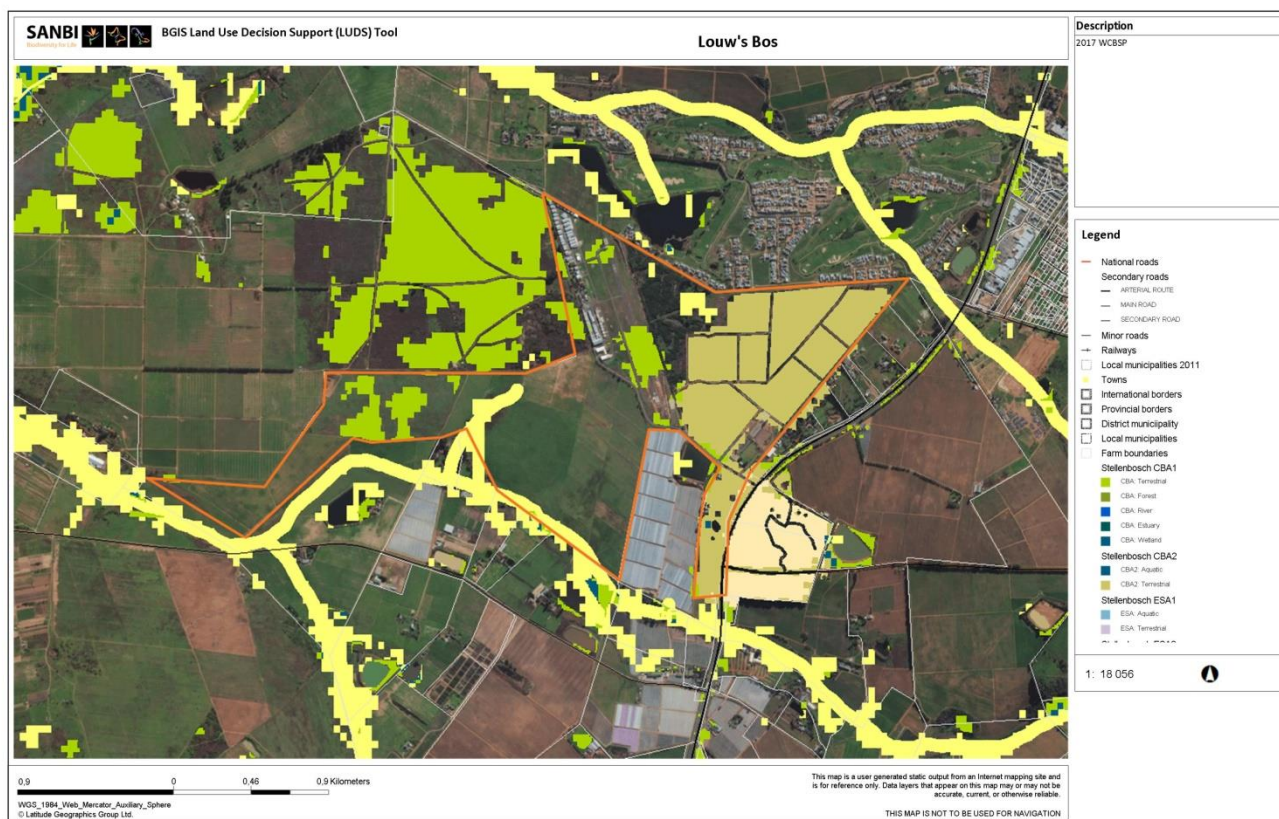 SANBI
Biodiversity for Life
BGIS Land Use Decision Support (LUDS) Tool
Louw's Bos
Description
2017 WCBSP
Legend
National roads
Secondary roads
ARTERIAL ROUTE
MAIN ROAD
SECONDARY ROAD
Minor roads
Railways
Local municipalities 2011
Towns
International borders
Provincial borders
District municipality
Local municipalities
Farm boundaries
Stellenbosch CBA1
CBA: Terrestrial
CBA: Forest
CBA: River
CBA: Estuary
CBA: Wetland
Stellenbosch CBA2
CBA2: Aquatic
CBA2: Terrestrial
Stellenbosch ESA1
ESA: Aquatic
ESA: Terrestrial
1: 18 056
0,9 0 0,46 0,9 Kilometers
WGS_1984_Web_Mercator_Auxiliary_Sphere
© Latitude Geographics Group Ltd.
This map is a user generated static output from an Internet mapping site and
is for reference only. Data layers that appear on this map may or may not be
accurate, current, or otherwise reliable.
THIS MAP IS NOT TO BE USED FOR NAVIGATION